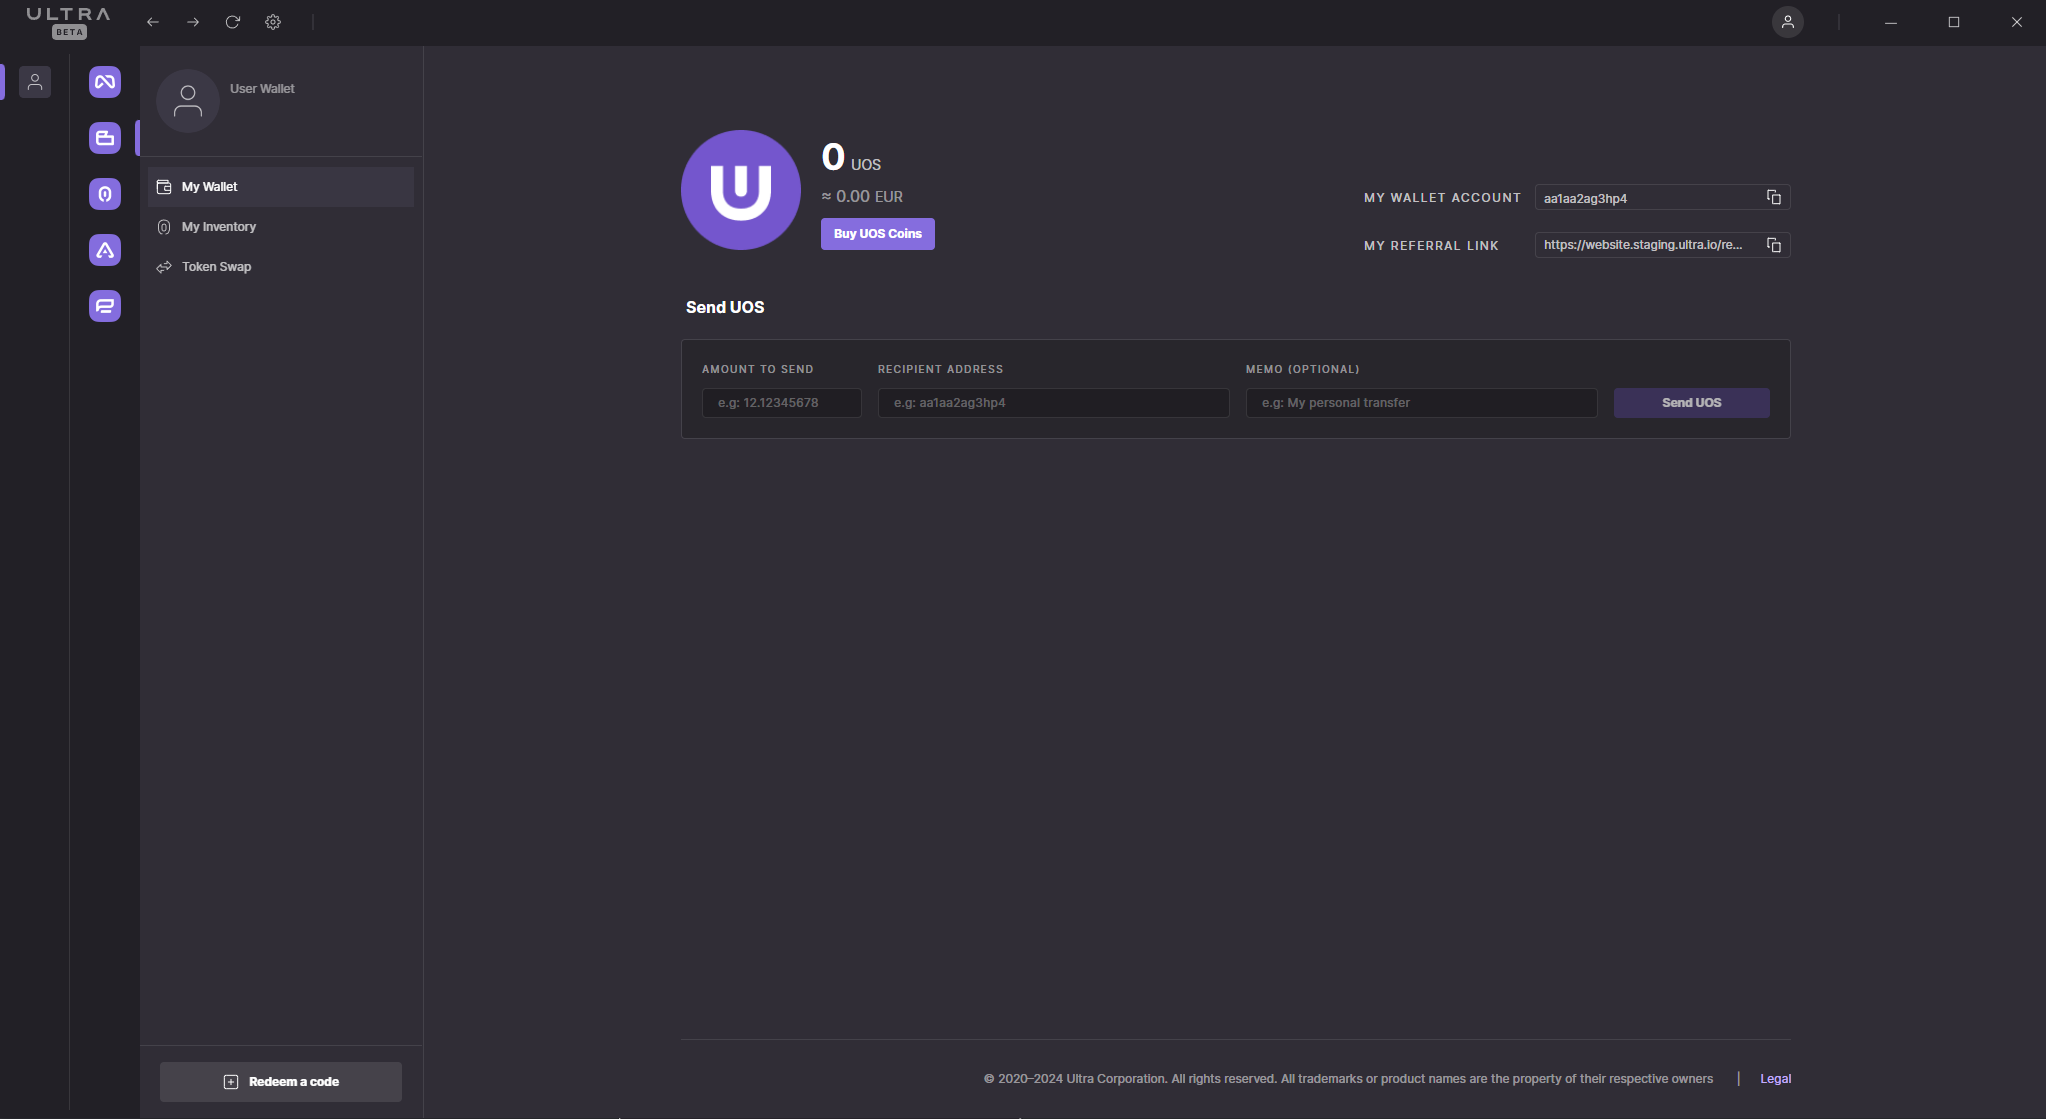 ULTRA
BETA
User Wallet
My Wallet
My Inventory
Token Swap
Redeem a code
0 UOS
≈ 0.00 EUR
Buy UOS Coins
MY WALLET ACCOUNT
aa1aa2ag3hp4
MY REFERRAL LINK
https://website.staging.ultra.io/re...
Send UOS
AMOUNT TO SEND
e.g: 12.12345678
RECIPIENT ADDRESS
e.g: aa1aa2ag3hp4
MEMO (OPTIONAL)
e.g: My personal transfer
Send UOS
© 2020–2024 Ultra Corporation. All rights reserved. All trademarks or product names are the property of their respective owners | Legal